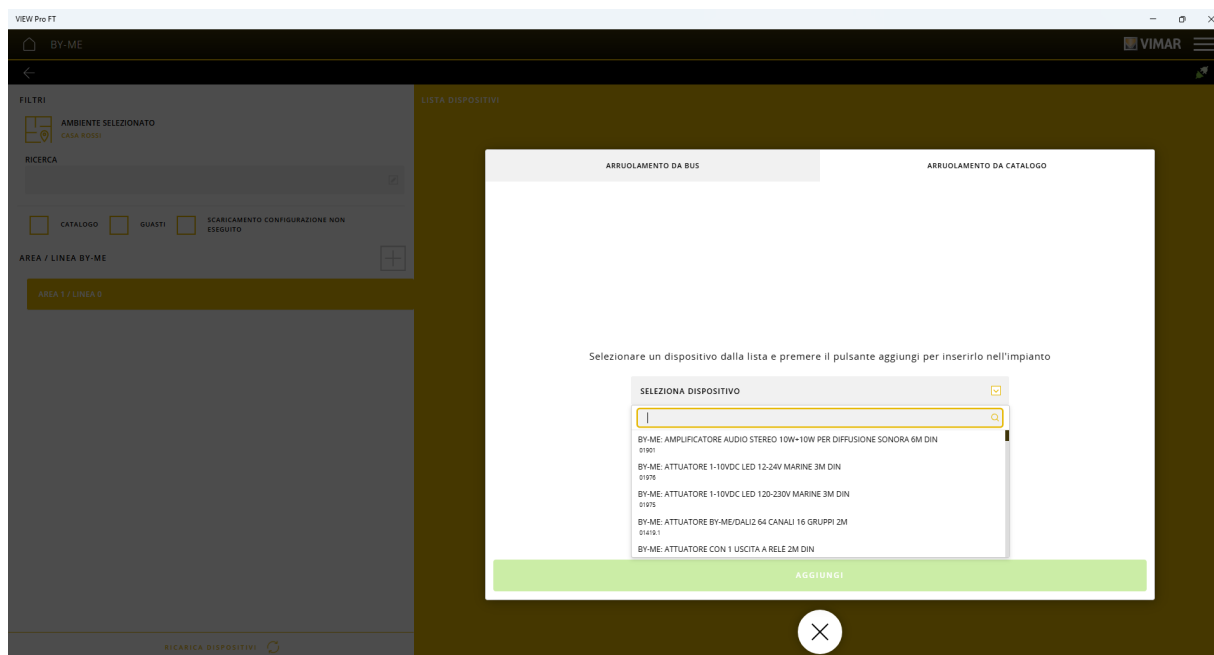 VIEW Pro FT
BY-ME
VIMAR
FILTRI
LISTA DISPOSITIVI
AMBIENTE SELEZIONATO
CASA ROSSI
RICERCA
CATALOGO
GUASTI
SCARICAMENTO CONFIGURAZIONE NON
ESEGUITO
AREA / LINEA BY-ME
AREA 1 / LINEA 0
ARRUOLAMENTO DA BUS
ARRUOLAMENTO DA CATALOGO
Selezionare un dispositivo dalla lista e premere il pulsante aggiungi per inserirlo nell'impianto
SELEZIONA DISPOSITIVO
BY-ME: AMPLIFICATORE AUDIO STEREO 10W+10W PER DIFFUSIONE SONORA 6M DIN
01901
BY-ME: ATTUATORE 1-10VDC LED 12-24V MARINE 3M DIN
01976
BY-ME: ATTUATORE 1-10VDC LED 120-230V MARINE 3M DIN
01975
BY-ME: ATTUATORE BY-ME/DALI2 64 CANALI 16 GRUPPI 2M
01419.1
BY-ME: ATTUATORE CON 1 USCITA A RELÈ 2M DIN
AGGIUNGI
RICARICA DISPOSITIVI